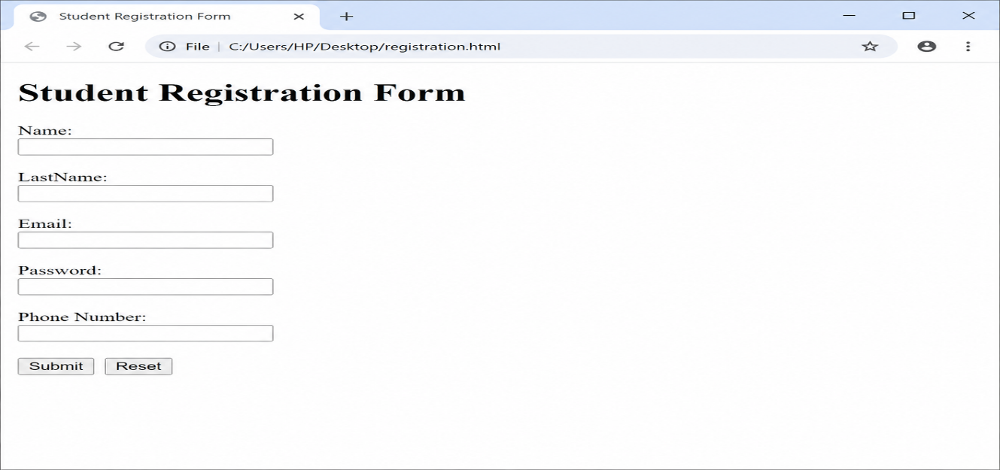 Student Registration Form
File | C:/Users/HP/Desktop/registration.html
Student Registration Form
Name:
LastName:
Email:
Password:
Phone Number:
Submit Reset